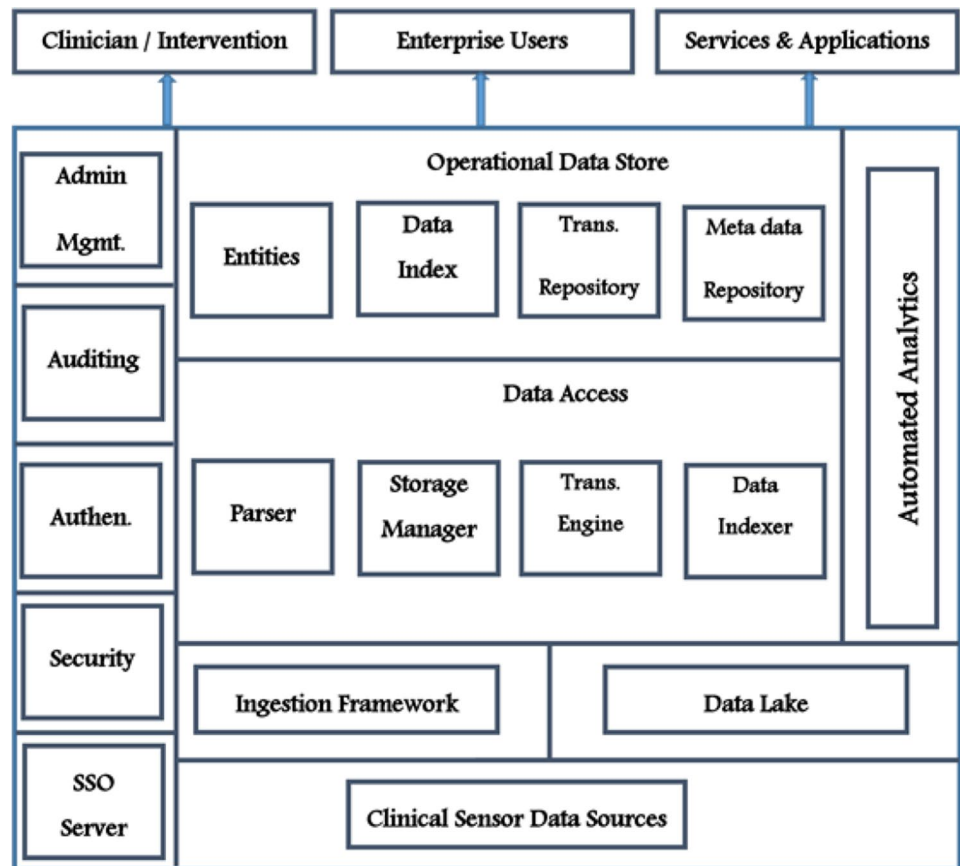 Clinician / Intervention
Enterprise Users
Services & Applications
Admin
Mgmt.
Auditing
Authen.
Security
SSO
Server
Operational Data Store
Entities
Data
Index
Trans.
Repository
Meta data
Repository
Data Access
Parser
Storage
Manager
Trans.
Engine
Data
Indexer
Automated Analytics
Ingestion Framework
Data Lake
Clinical Sensor Data Sources